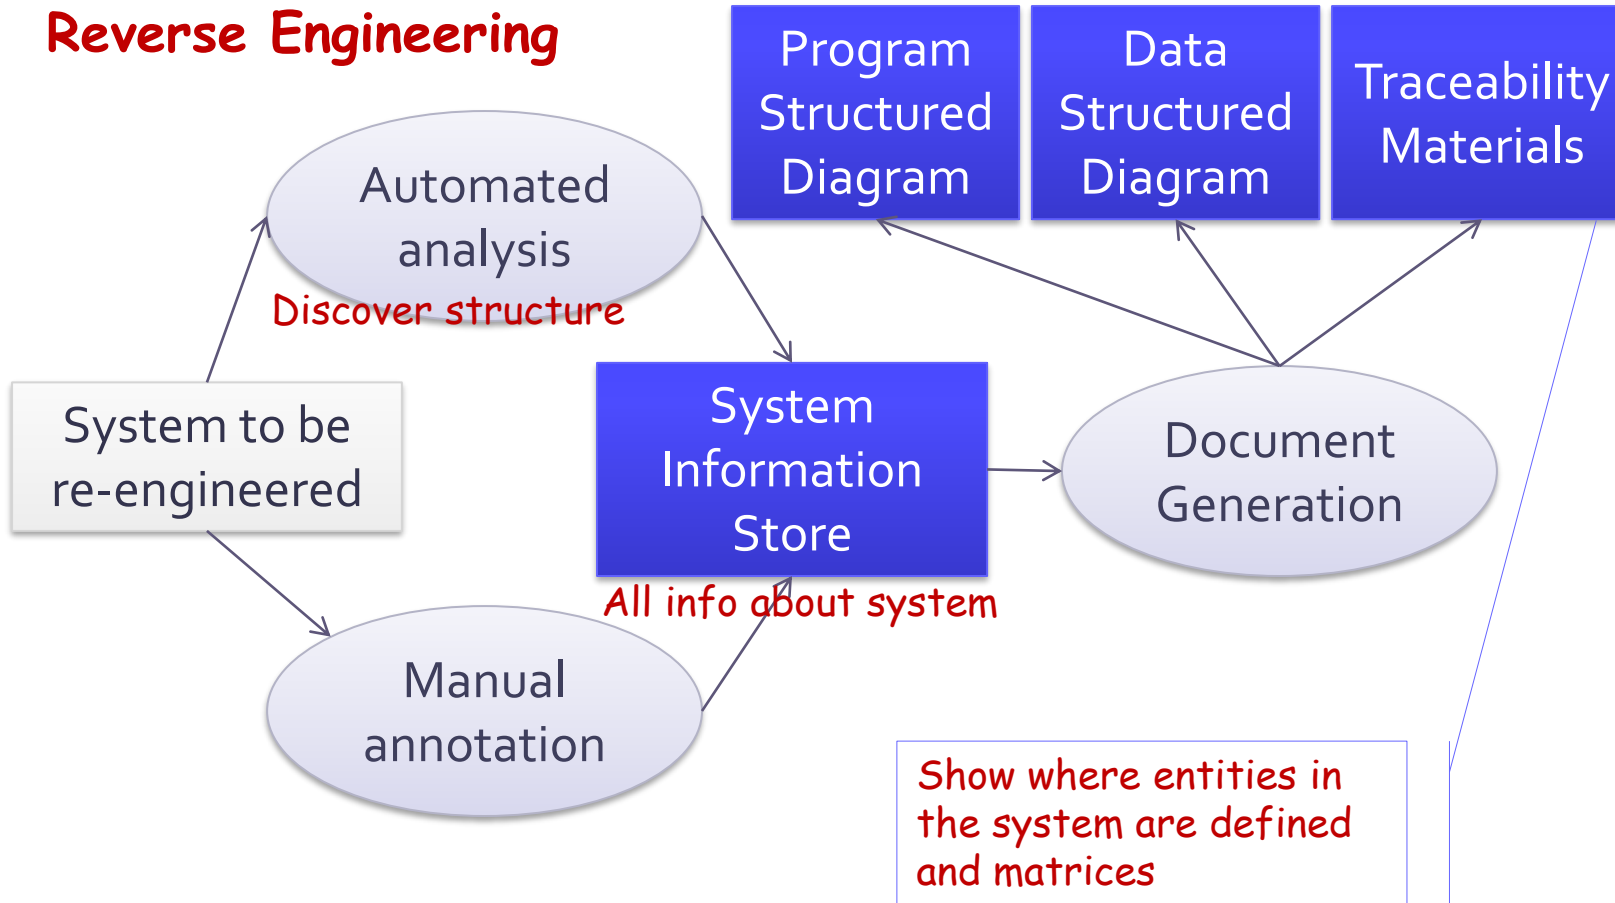 Reverse Engineering
Program
Structured
Diagram
Data
Structured
Diagram
Traceability
Materials
Automated
analysis
Discover structure
System to be
re-engineered
System
Information
Store
All info about system
Document
Generation
Manual
annotation
Show where entities in
the system are defined
and matrices